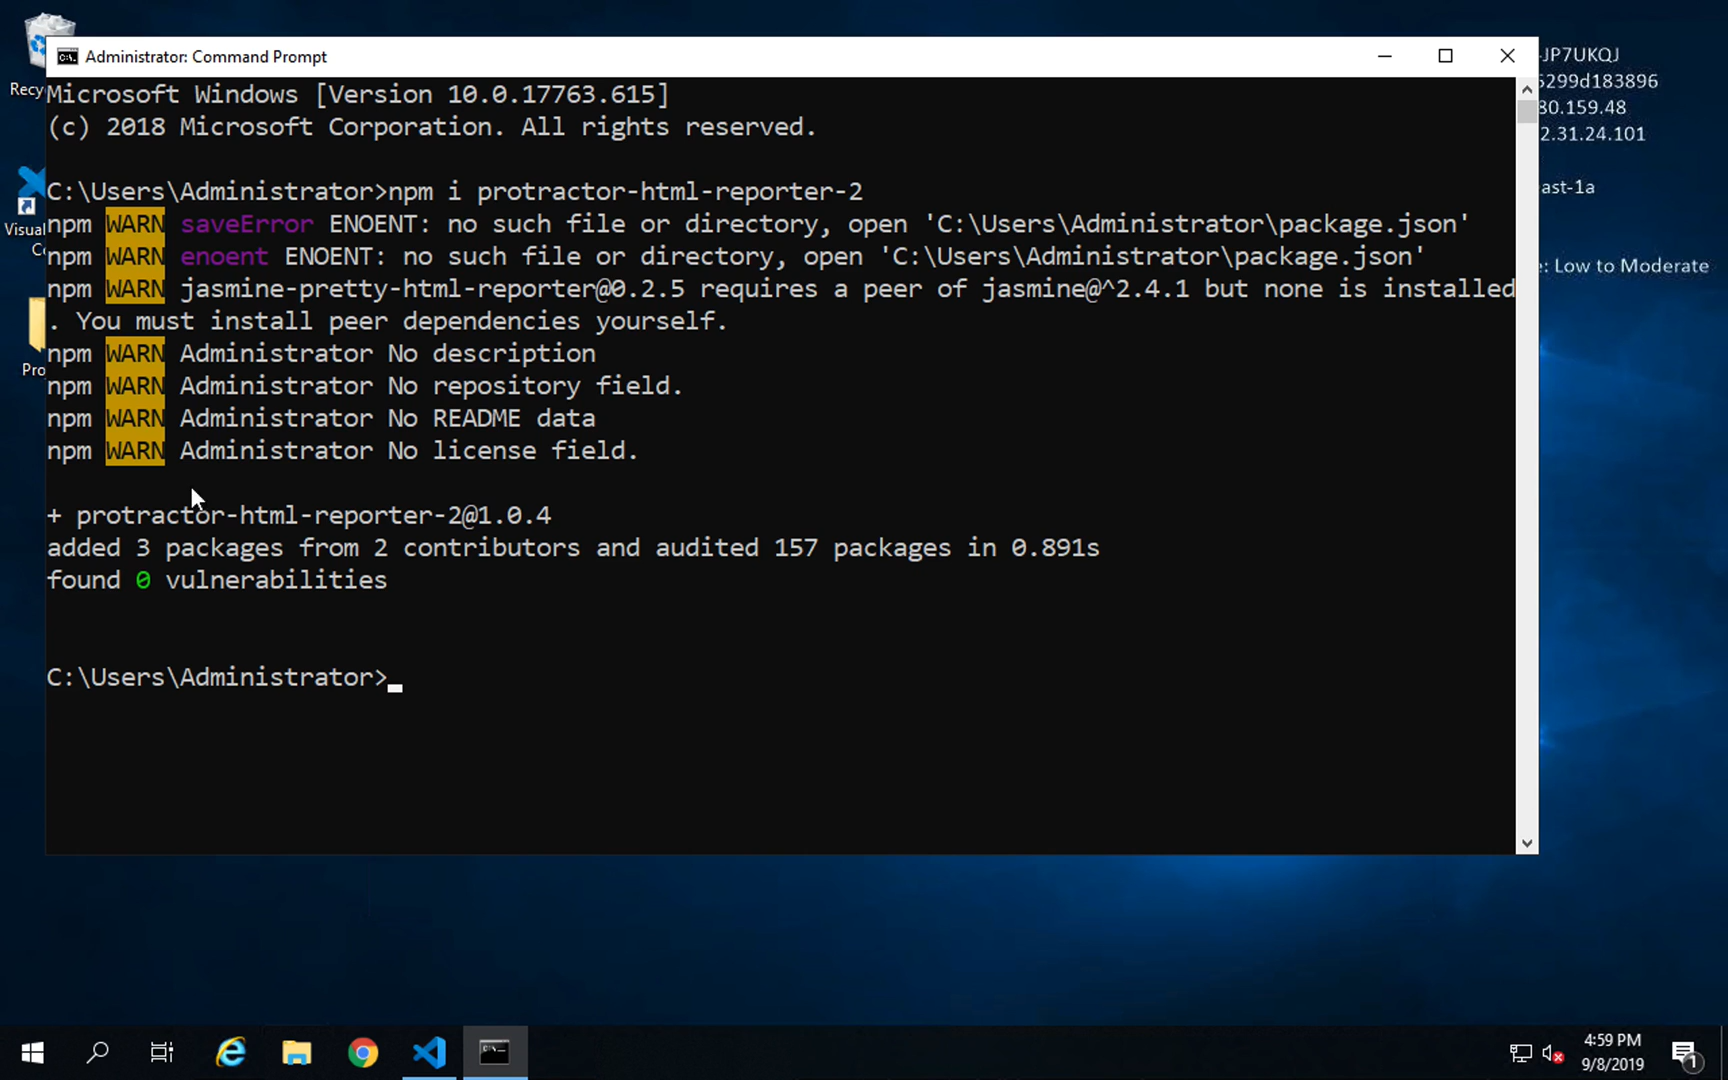 Administrator: Command Prompt
Microsoft Windows [Version 10.0.17763.615]
(c) 2018 Microsoft Corporation. All rights reserved.
C:\Users\Administrator>npm i protractor-html-reporter-2
npm WARN saveError ENOENT: no such file or directory, open 'C:\Users\Administrator\package.json'
npm WARN enoent ENOENT: no such file or directory, open 'C:\Users\Administrator\package.json'
npm WARN jasmine-pretty-html-reporter@0.2.5 requires a peer of jasmine@^2.4.1 but none is installed
. You must install peer dependencies yourself.
npm WARN Administrator No description
npm WARN Administrator No repository field.
npm WARN Administrator No README data
npm WARN Administrator No license field.
+ protractor-html-reporter-2@1.0.4
added 3 packages from 2 contributors and audited 157 packages in 0.891s
found 0 vulnerabilities
C:\Users\Administrator>
Recy
Visual
Co
Pro
-JP7UKQJ
5299d183896
80.159.48
2.31.24.101
ast-1a
e: Low to Moderate
4:59 PM
9/8/2019
1